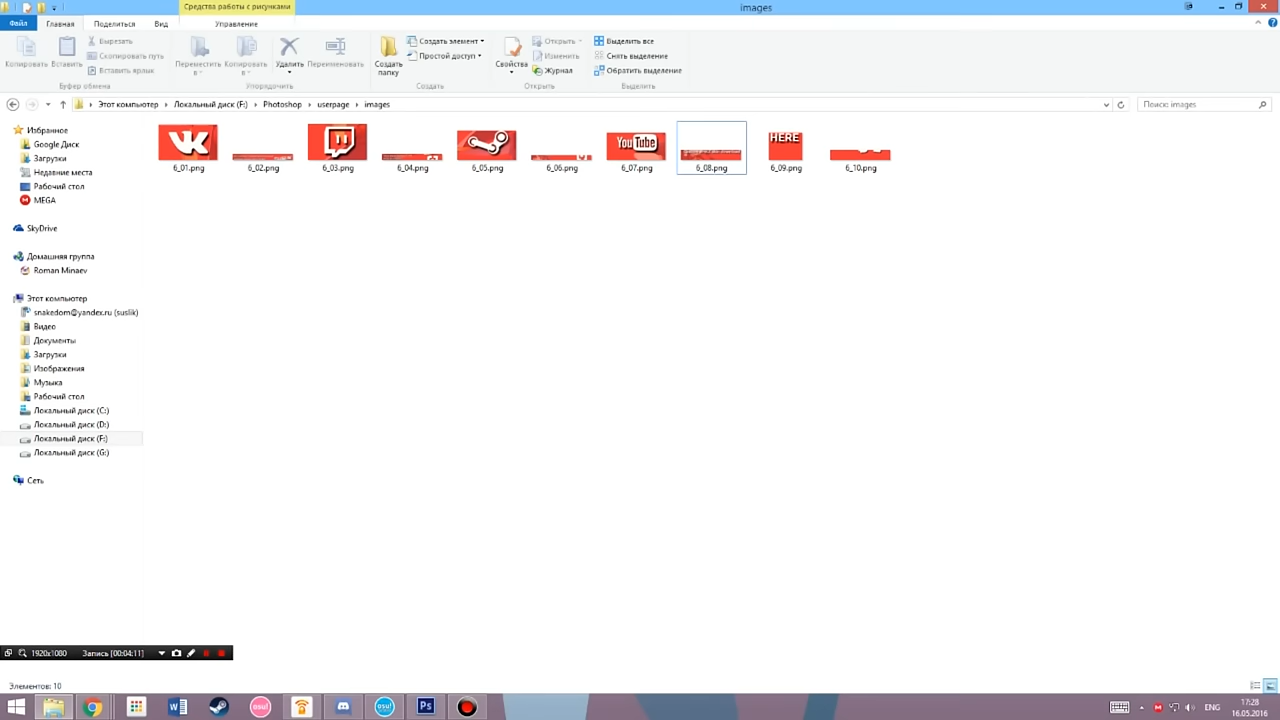 Средства работы с рисунками
images
Файл
Главная
Поделиться
Вид
Управление
Копировать
Вставить
Вырезать
Скопировать путь
Вставить ярлык
Буфер обмена
Переместить в
Копировать в
Удалить
Переименовать
Упорядочить
Создать папку
Создать элемент
Простой доступ
Создать
Свойства
Открыть
Изменить
Журнал
Открыть
Выделить все
Снять выделение
Обратить выделение
Выделить
Этот компьютер
Локальный диск (F:)
Photoshop
userpage
images
Поиск: images
Избранное
Google Диск
Загрузки
Недавние места
Рабочий стол
MEGA
SkyDrive
Домашняя группа
Roman Minaev
Этот компьютер
snakedom@yandex.ru (suslik)
Видео
Документы
Загрузки
Изображения
Музыка
Рабочий стол
Локальный диск (C:)
Локальный диск (D:)
Локальный диск (F:)
Локальный диск (G:)
Сеть
VK
YouTube
HERE
6_01.png
6_02.png
6_03.png
6_04.png
6_05.png
6_06.png
6_07.png
6_08.png
6_09.png
6_10.png
1920x1080
Запись [00:04:11]
Элементов: 10
osu!
osu!
Ps
ENG
17:28
16.05.2016